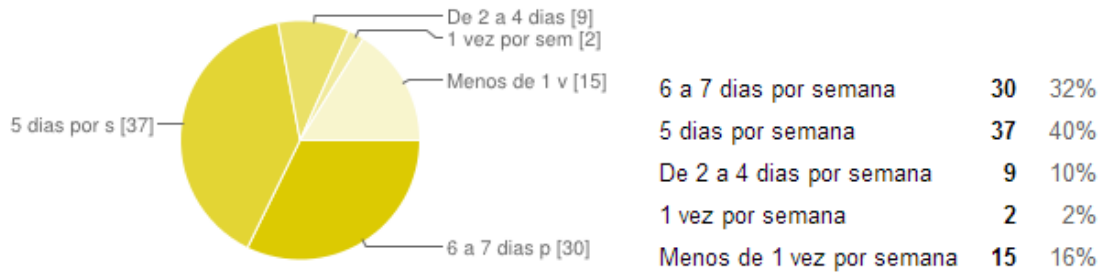 De 2 a 4 dias [9]
1 vez por sem [2]
Menos de 1 v [15]
5 dias por s [37]
6 a 7 dias p [30]
6 a 7 dias por semana 30 32%
5 dias por semana 37 40%
De 2 a 4 dias por semana 9 10%
1 vez por semana 2 2%
Menos de 1 vez por semana 15 16%